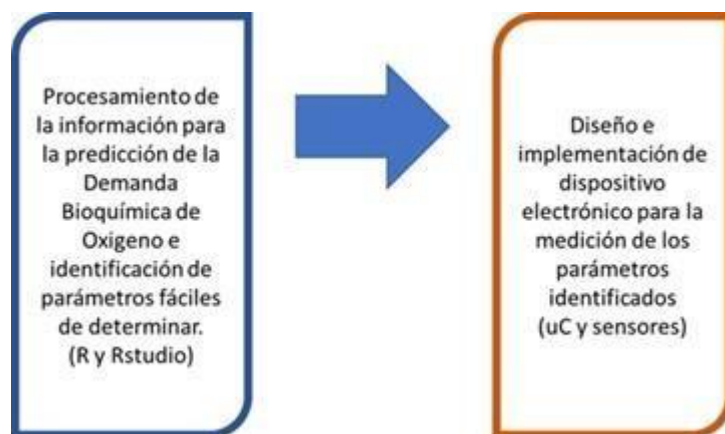 Procesamiento de
la información para
la predicción de la
Demanda
Bioquímica de
Oxigeno e
identificación de
parámetros fáciles
de determinar.
(R y Rstudio)
Diseño e
implementación de
dispositivo
electrónico para la
medición de los
parámetros
identificados
(uC y sensores)